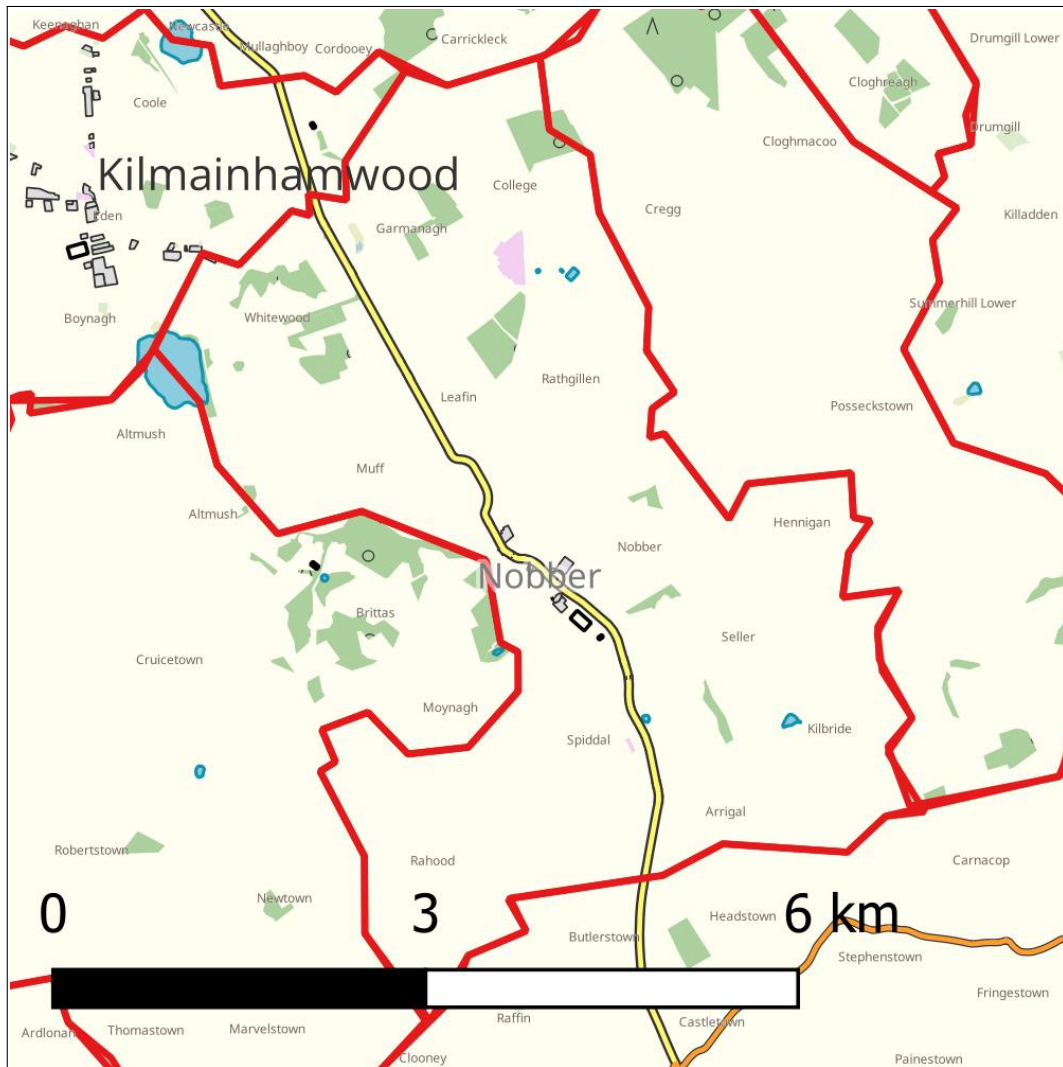 Keenaghan
Newcastle
Mullaghboy
Cordooey
Carrickleck
Drumgill Lower
Coole
Cloghreagh
Drumgill
Cloghmacoo
Kilmainhamwood
College
Cregg
Killadden
Eden
Garmanagh
Summerhill Lower
Boynagh
Whitewood
Rathgillen
Leafin
Posseckstown
Altmush
Muff
Altmush
Hennigan
Nobber
Nobber
Brittas
Seller
Cruicetown
Moynagh
Spiddal
Kilbride
Arrigal
Robertstown
Rahood
Carnacop
Newtown
0 3 6 km
Headstown
Butlerstown
Stephenstown
Fringestown
Raffin
Castletown
Ardlonan
Thomastown
Marvelstown
Clooney
Painestown